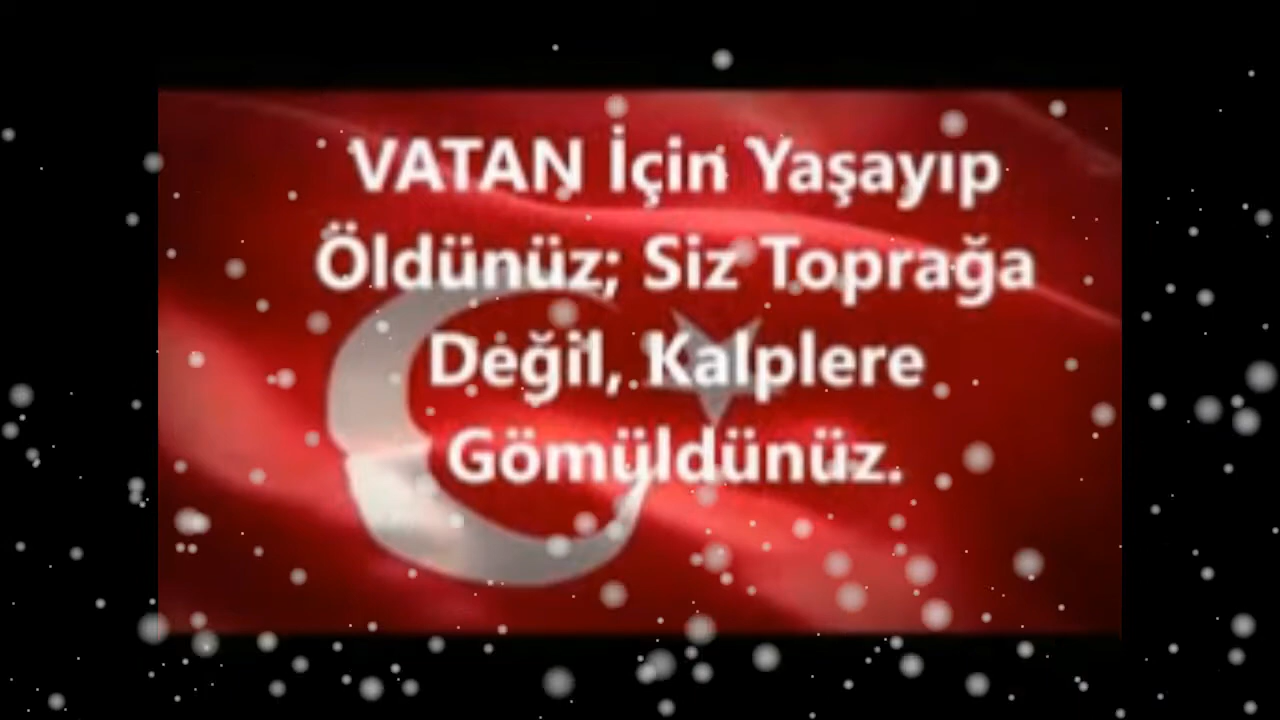 VATAN İçin Yaşayıp
Öldünüz; Siz Toprağa
Değil, Kalplere
Gömüldünüz.